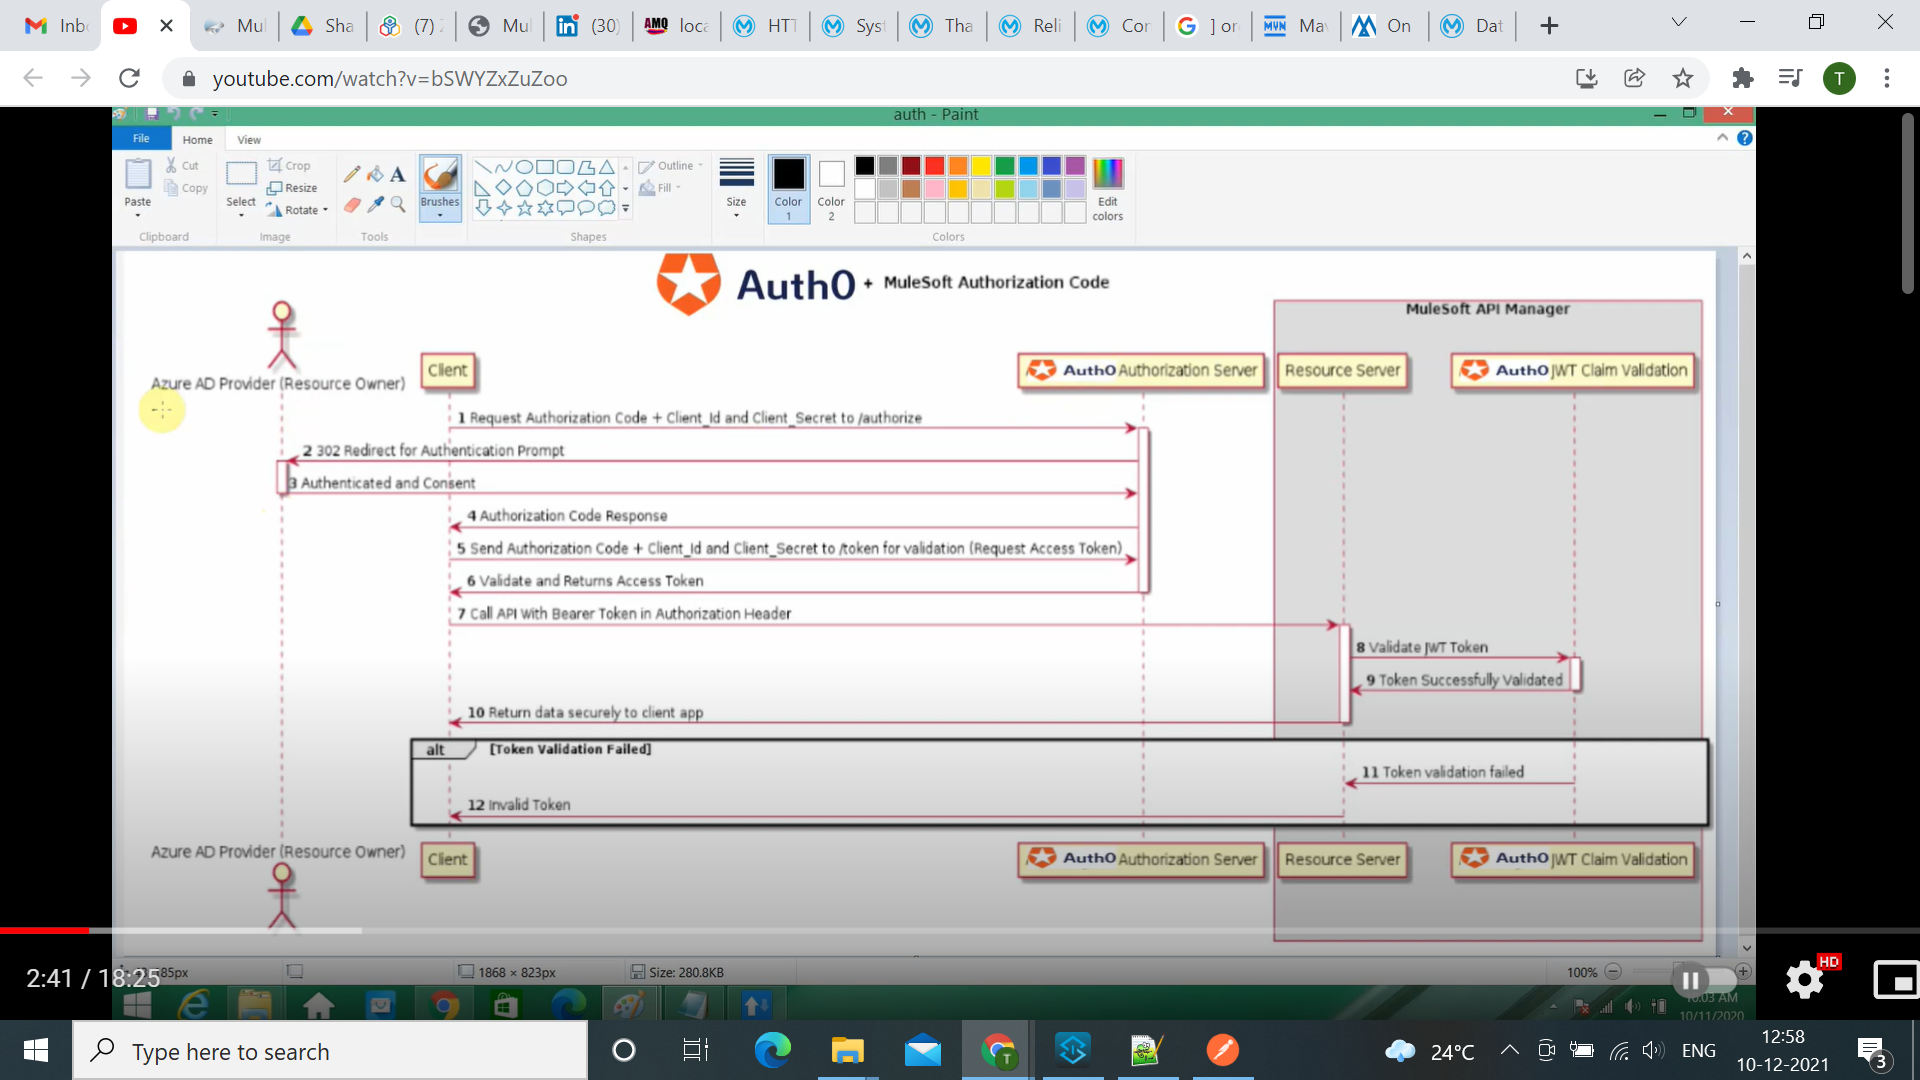 Inb
Mul
Sha
(7)
Mul
(30)
AMQ loca
HTT
Syst
Tha
Reli
Cor
] or
MVN Ma
On
Dat
youtube.com/watch?v=bSWYZxZuZoo
T
auth - Paint
File Home View
Cut Crop Outline
Copy Resize Fill
Paste Select Rotate Brushes Size Color 1 Color 2 Edit colors
Clipboard Image Tools Shapes Colors
Auth0 + MuleSoft Authorization Code
MuleSoft API Manager
Azure AD Provider (Resource Owner)
Client
Auth0 Authorization Server
Resource Server
Auth0 JWT Claim Validation
1 Request Authorization Code + Client_Id and Client_Secret to /authorize
2 302 Redirect for Authentication Prompt
3 Authenticated and Consent
4 Authorization Code Response
5 Send Authorization Code + Client_Id and Client_Secret to /token for validation (Request Access Token)
6 Validate and Returns Access Token
7 Call API With Bearer Token in Authorization Header
8 Validate JWT Token
9 Token Successfully Validated
10 Return data securely to client app
alt [Token Validation Failed]
11 Token validation failed
12 Invalid Token
Azure AD Provider (Resource Owner)
Client
Auth0 Authorization Server
Resource Server
Auth0 JWT Claim Validation
2:41 / 18:25
1868 × 823px
Size: 280.8KB
100%
HD
10:03 AM
10/11/2020
Type here to search
T
24°C
ENG
12:58
10-12-2021
3